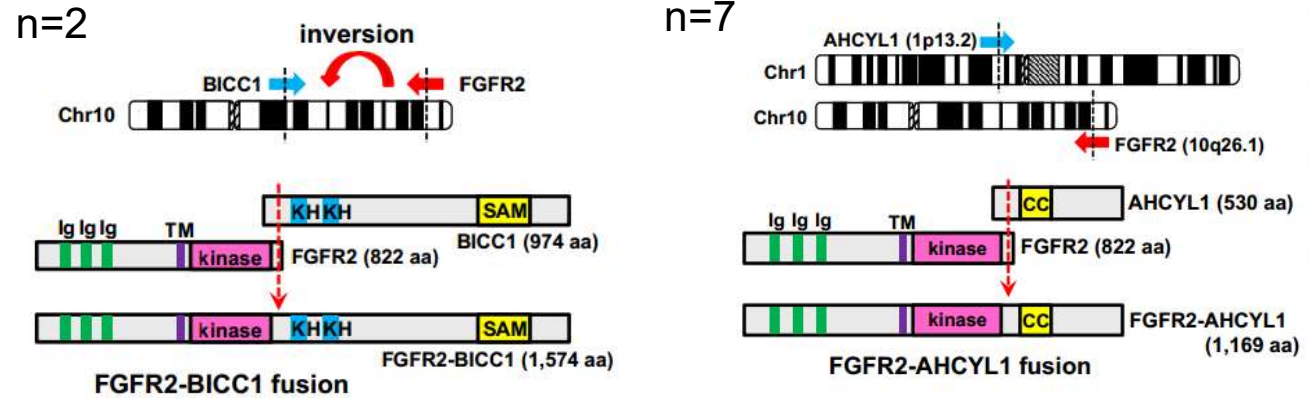 n=2
inversion
BICC1
FGFR2
Chr10
KH KH
SAM
BICC1 (974 aa)
Ig Ig Ig
TM
kinase
FGFR2 (822 aa)
kinase
KH KH
SAM
FGFR2-BICC1 (1,574 aa)
FGFR2-BICC1 fusion
n=7
AHCYL1 (1p13.2)
Chr1
Chr10
FGFR2 (10q26.1)
CC
AHCYL1 (530 aa)
Ig Ig Ig
TM
kinase
FGFR2 (822 aa)
kinase
CC
FGFR2-AHCYL1
(1,169 aa)
FGFR2-AHCYL1 fusion